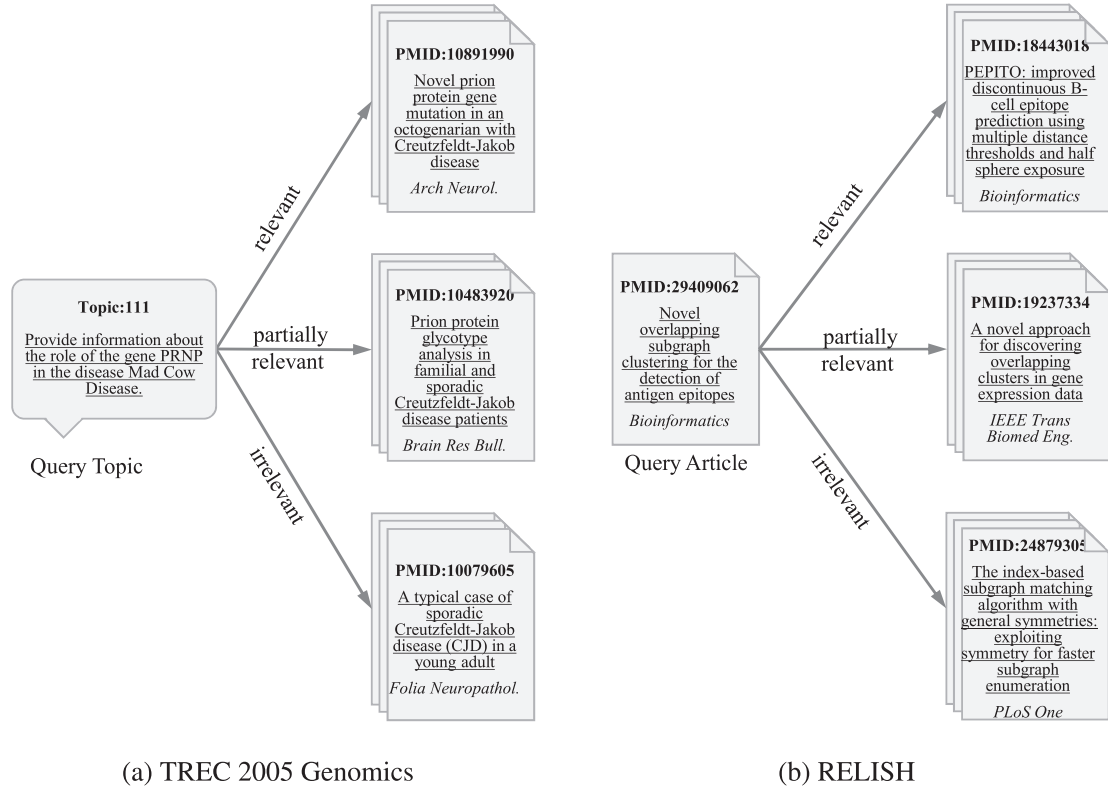 PMID:10891990
Novel prion
protein gene
mutation in an
octogenarian with
Creutzfeldt-Jakob
disease
Arch Neurol.
relevant
Topic:111
Provide information about
the role of the gene PRNP
in the disease Mad Cow
Disease.
Query Topic
partially
relevant
PMID:10483920
Prion protein
glycotype
analysis in
familial and
sporadic
Creutzfeldt-Jakob
disease patients
Brain Res Bull.
irrelevant
PMID:10079605
A typical case of
sporadic
Creutzfeldt-Jakob
disease (CJD) in a
young adult
Folia Neuropathol.
(a) TREC 2005 Genomics
PMID:18443018
PEPITO: improved
discontinuous B-
cell epitope
prediction using
multiple distance
thresholds and half
sphere exposure
Bioinformatics
relevant
PMID:29409062
Novel
overlapping
subgraph
clustering for the
detection of
antigen epitopes
Bioinformatics
Query Article
partially
relevant
PMID:19237334
A novel approach
for discovering
overlapping
clusters in gene
expression data
IEEE Trans
Biomed Eng.
irrelevant
PMID:24879305
The index-based
subgraph matching
algorithm with
general symmetries:
exploiting
symmetry for faster
subgraph
enumeration
PLoS One
(b) RELISH